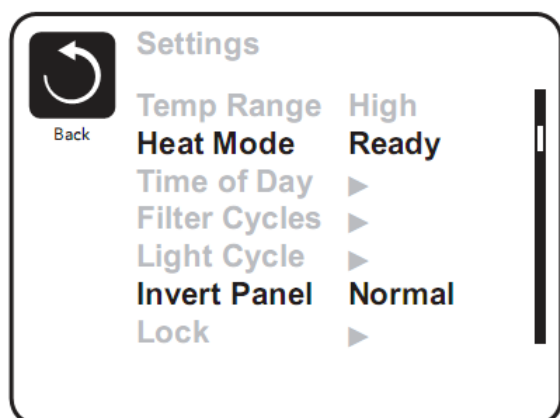 Settings
Back
Temp Range High
Heat Mode Ready
Time of Day ▶
Filter Cycles ▶
Light Cycle ▶
Invert Panel Normal
Lock ▶